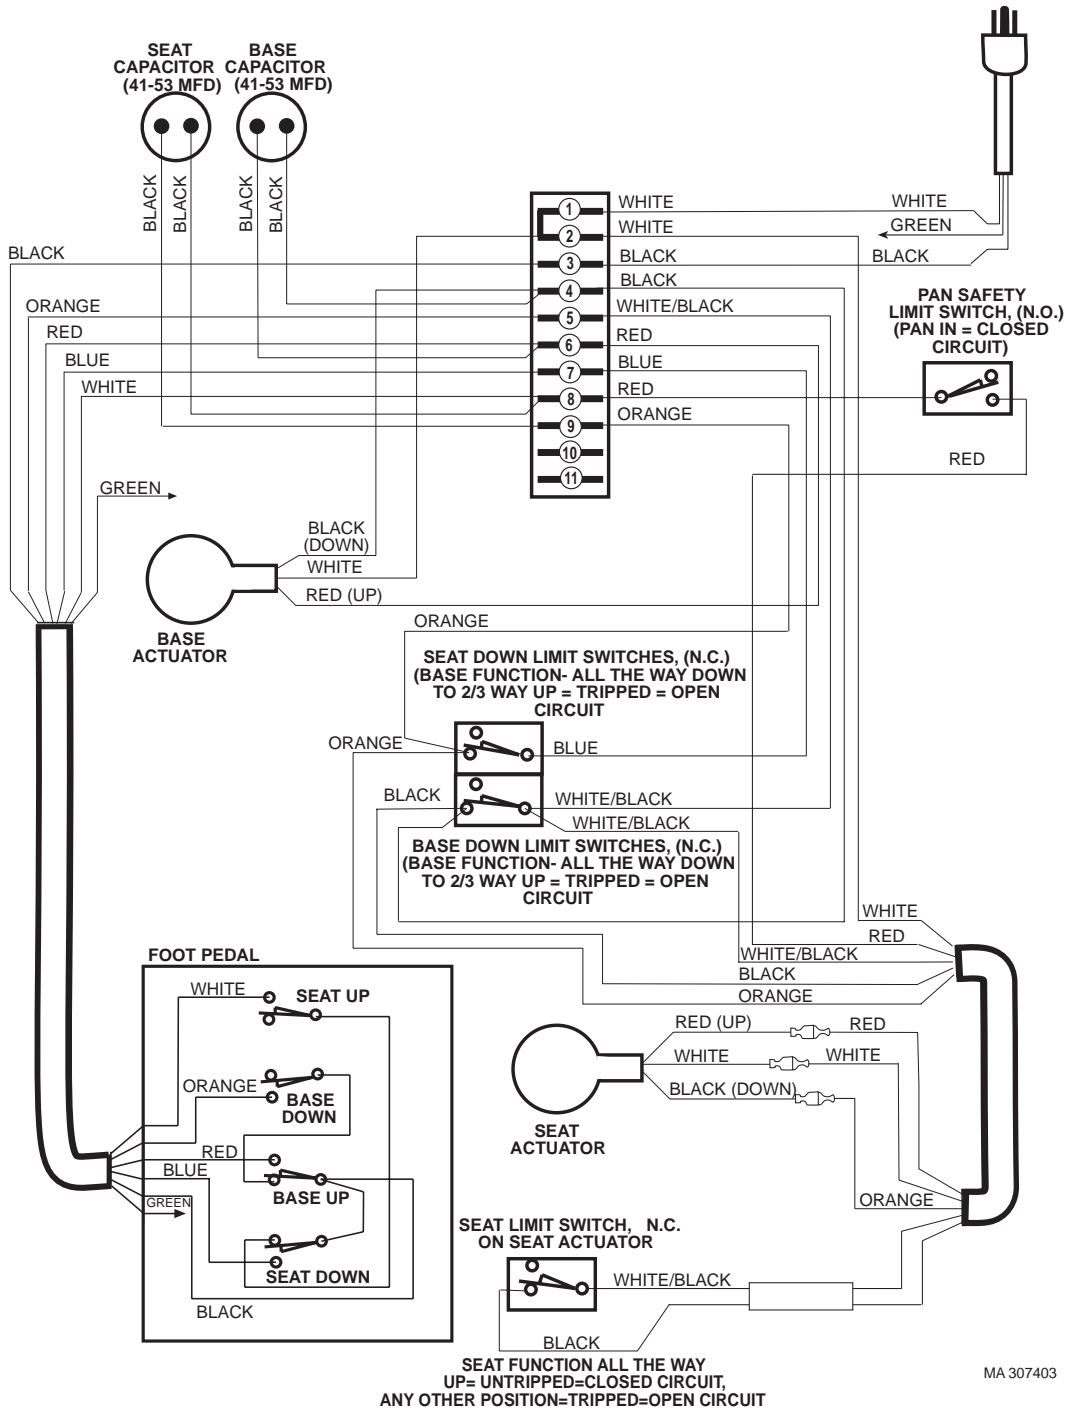 SEAT
CAPACITOR
(41-53 MFD)
BASE
CAPACITOR
(41-53 MFD)
BLACK
BLACK
BLACK
BLACK
1
2
3
4
5
6
7
8
9
10
11
WHITE
WHITE
WHITE
GREEN
BLACK
BLACK
BLACK
BLACK
ORANGE
WHITE/BLACK
RED
RED
BLUE
BLUE
WHITE
RED
ORANGE
PAN SAFETY
LIMIT SWITCH, (N.O.)
(PAN IN = CLOSED
CIRCUIT)
RED
GREEN
BLACK
(DOWN)
WHITE
RED (UP)
BASE
ACTUATOR
ORANGE
SEAT DOWN LIMIT SWITCHES, (N.C.)
(BASE FUNCTION- ALL THE WAY DOWN
TO 2/3 WAY UP = TRIPPED = OPEN
CIRCUIT
ORANGE
BLUE
BLACK
WHITE/BLACK
WHITE/BLACK
BASE DOWN LIMIT SWITCHES, (N.C.)
(BASE FUNCTION- ALL THE WAY DOWN
TO 2/3 WAY UP = TRIPPED = OPEN
CIRCUIT
WHITE
RED
WHITE/BLACK
BLACK
ORANGE
FOOT PEDAL
WHITE
SEAT UP
ORANGE
BASE
DOWN
RED
BLUE
BASE UP
GREEN
SEAT DOWN
BLACK
RED (UP)
RED
WHITE
WHITE
BLACK (DOWN)
SEAT
ACTUATOR
ORANGE
SEAT LIMIT SWITCH, N.C.
ON SEAT ACTUATOR
WHITE/BLACK
BLACK
SEAT FUNCTION ALL THE WAY
UP= UNTRIPPED=CLOSED CIRCUIT,
ANY OTHER POSITION=TRIPPED=OPEN CIRCUIT
MA 307403